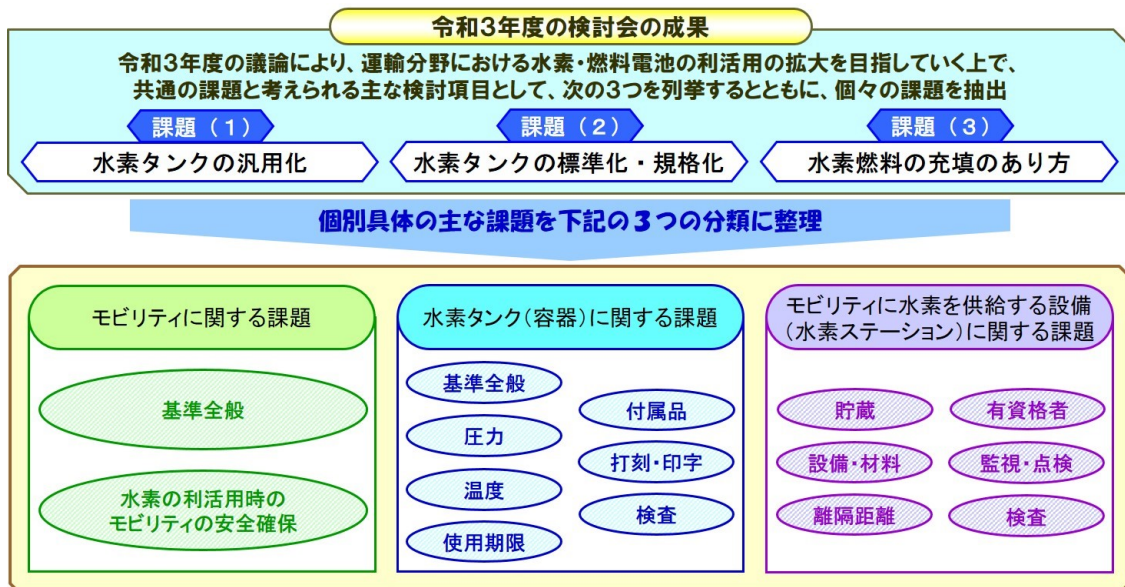 令和3年度の検討会の成果
令和3年度の議論により、運輸分野における水素・燃料電池の利活用の拡大を目指していく上で、
共通の課題と考えられる主な検討項目として、次の3つを列挙するとともに、個々の課題を抽出
課題（1）
水素タンクの汎用化
課題（2）
水素タンクの標準化・規格化
課題（3）
水素燃料の充填のあり方
個別具体の主な課題を下記の3つの分類に整理
モビリティに関する課題
基準全般
水素の利活用時の
モビリティの安全確保
水素タンク（容器）に関する課題
基準全般
圧力
温度
使用期限
付属品
打刻・印字
検査
モビリティに水素を供給する設備
（水素ステーション）に関する課題
貯蔵
設備・材料
離隔距離
有資格者
監視・点検
検査